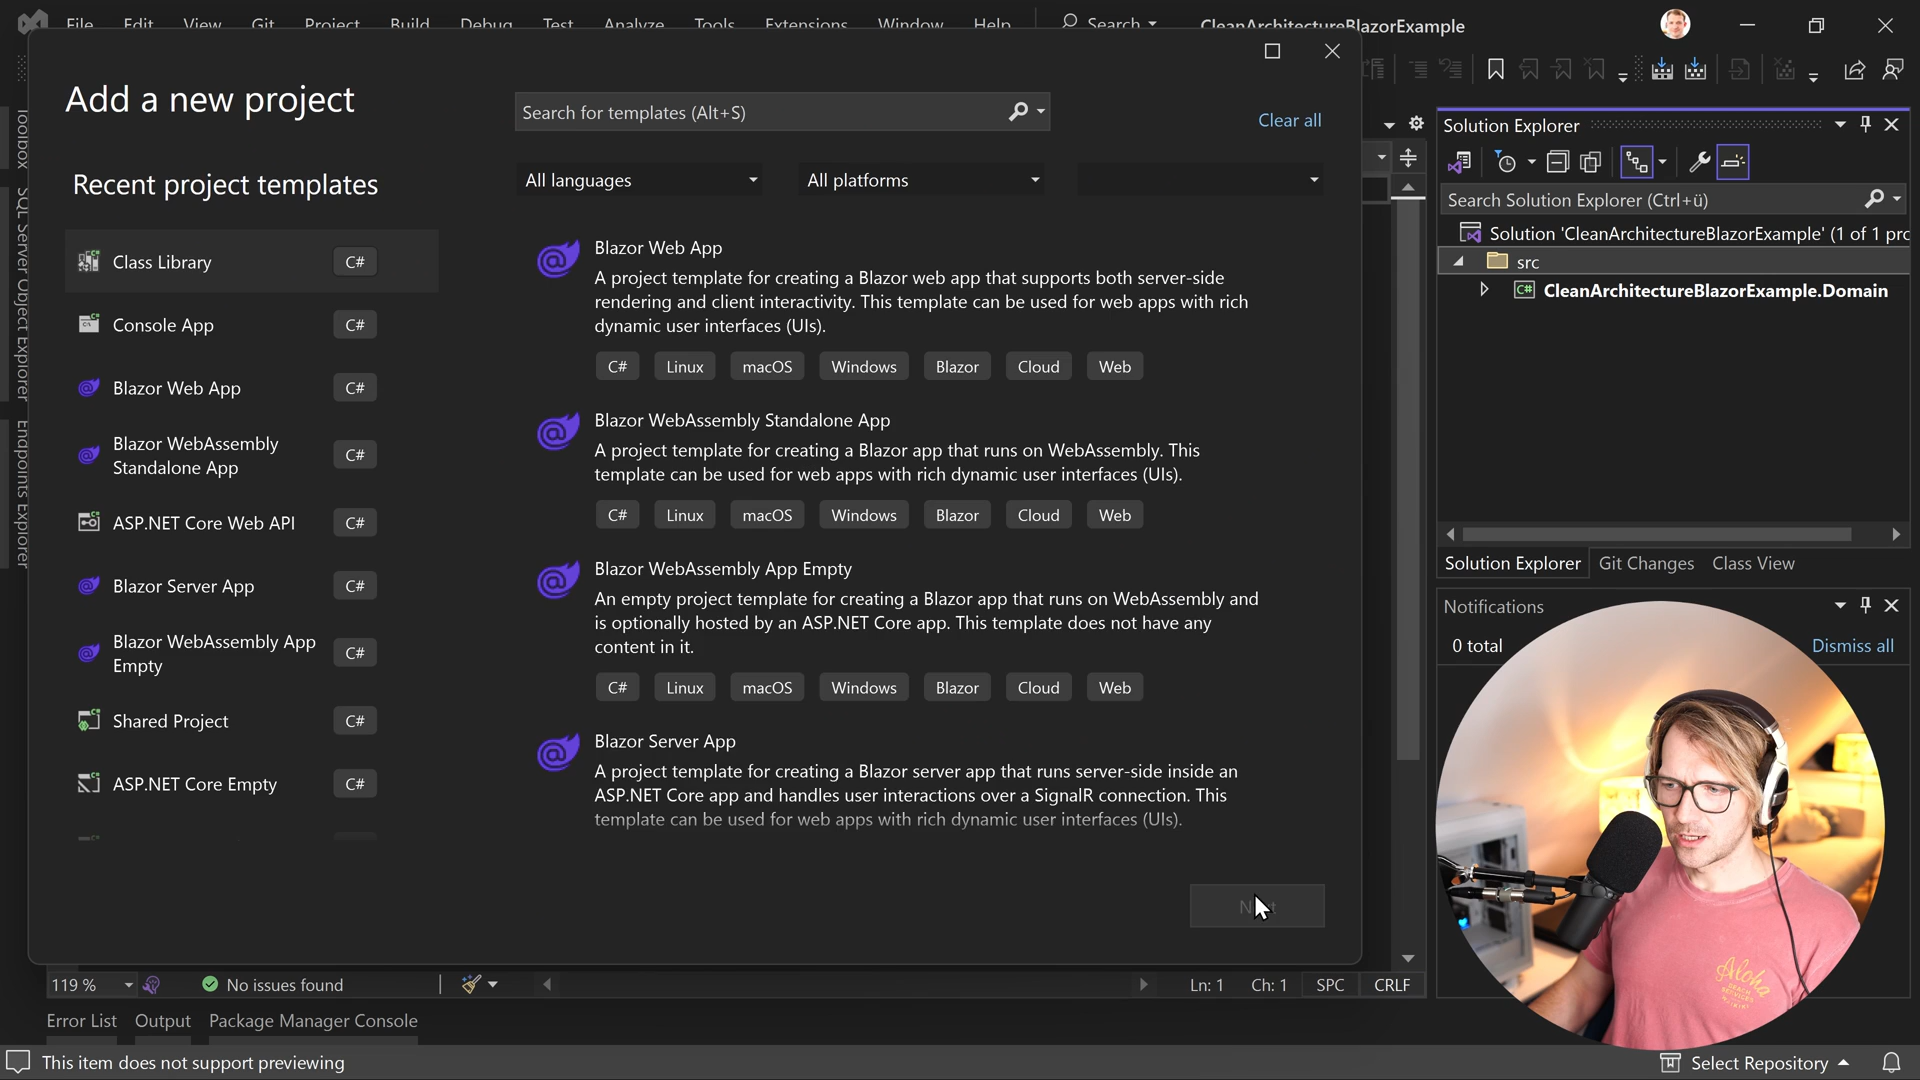 File Edit View Git Project Build Debug Test Analyze Tools Extensions Window Help Search CleanArchitectureBlazorExample
Add a new project
Search for templates (Alt+S)
Clear all
All languages
All platforms
Recent project templates
Class Library C#
Console App C#
Blazor Web App C#
Blazor WebAssembly
Standalone App C#
ASP.NET Core Web API C#
Blazor Server App C#
Blazor WebAssembly App
Empty C#
Shared Project C#
ASP.NET Core Empty C#
Blazor Web App
A project template for creating a Blazor web app that supports both server-side
rendering and client interactivity. This template can be used for web apps with rich
dynamic user interfaces (UIs).
C# Linux macOS Windows Blazor Cloud Web
Blazor WebAssembly Standalone App
A project template for creating a Blazor app that runs on WebAssembly. This
template can be used for web apps with rich dynamic user interfaces (UIs).
C# Linux macOS Windows Blazor Cloud Web
Blazor WebAssembly App Empty
An empty project template for creating a Blazor app that runs on WebAssembly and
is optionally hosted by an ASP.NET Core app. This template does not have any
content in it.
C# Linux macOS Windows Blazor Cloud Web
Blazor Server App
A project template for creating a Blazor server app that runs server-side inside an
ASP.NET Core app and handles user interactions over a SignalR connection. This
template can be used for web apps with rich dynamic user interfaces (UIs).
Toolbox
SQL Server Object Explorer
Endpoints Explorer
Solution Explorer
Search Solution Explorer (Ctrl+ü)
Solution 'CleanArchitectureBlazorExample' (1 of 1 pro
src
C# CleanArchitectureBlazorExample.Domain
Solution Explorer Git Changes Class View
Notifications
0 total Dismiss all
Aloha
BEACH
SERVICES
119 % No issues found Ln: 1 Ch: 1 SPC CRLF
Error List Output Package Manager Console
This item does not support previewing
Select Repository